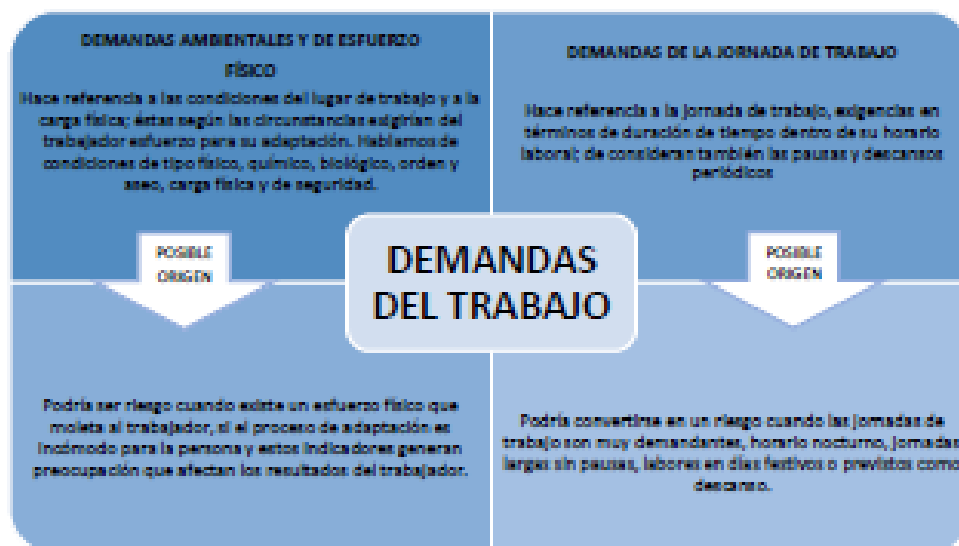 DEMANDAS AMBIENTALES Y DE ESFUERZO
FÍSICO
Hace referencia a las condiciones del lugar de trabajo y a la
carga física; éstas según las circunstancias exigirían del
trabajador esfuerzo para su adaptación. Hablamos de
condiciones de tipo físico, químico, biológico, orden y
aseo, carga física y de seguridad.
DEMANDAS DE LA JORNADA DE TRABAJO
Hace referencia a la jornada de trabajo, exigencias en
términos de duración de tiempo dentro de su horario
laboral; de consideran también las pausas y descansos
periódicos
POSIBLE
ORIGEN
DEMANDAS
DEL TRABAJO
POSIBLE
ORIGEN
Podría ser riesgo cuando existe un esfuerzo físico que
molesta al trabajador, si el proceso de adaptación es
incómodo para la persona y estos indicadores generan
preocupación que afectan los resultados del trabajador.
Podría convertirse en un riesgo cuando las jornadas de
trabajo son muy demandantes, horario nocturno, jornadas
largas sin pausas, labores en días festivos o previstos como
descanso.